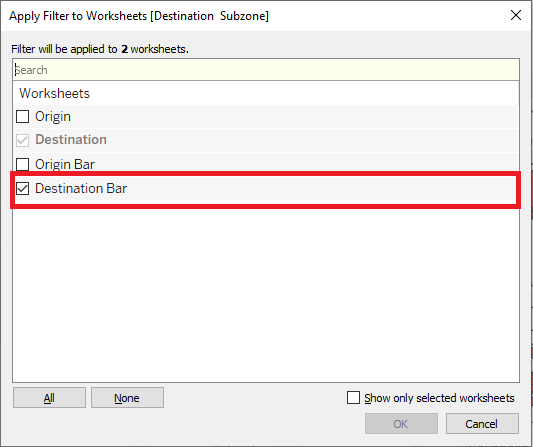 Apply Filter to Worksheets [Destination  Subzone]
Filter will be applied to 2 worksheets.
Search
Worksheets
Origin
Destination
Origin Bar
Destination Bar
All None Show only selected worksheets
OK Cancel